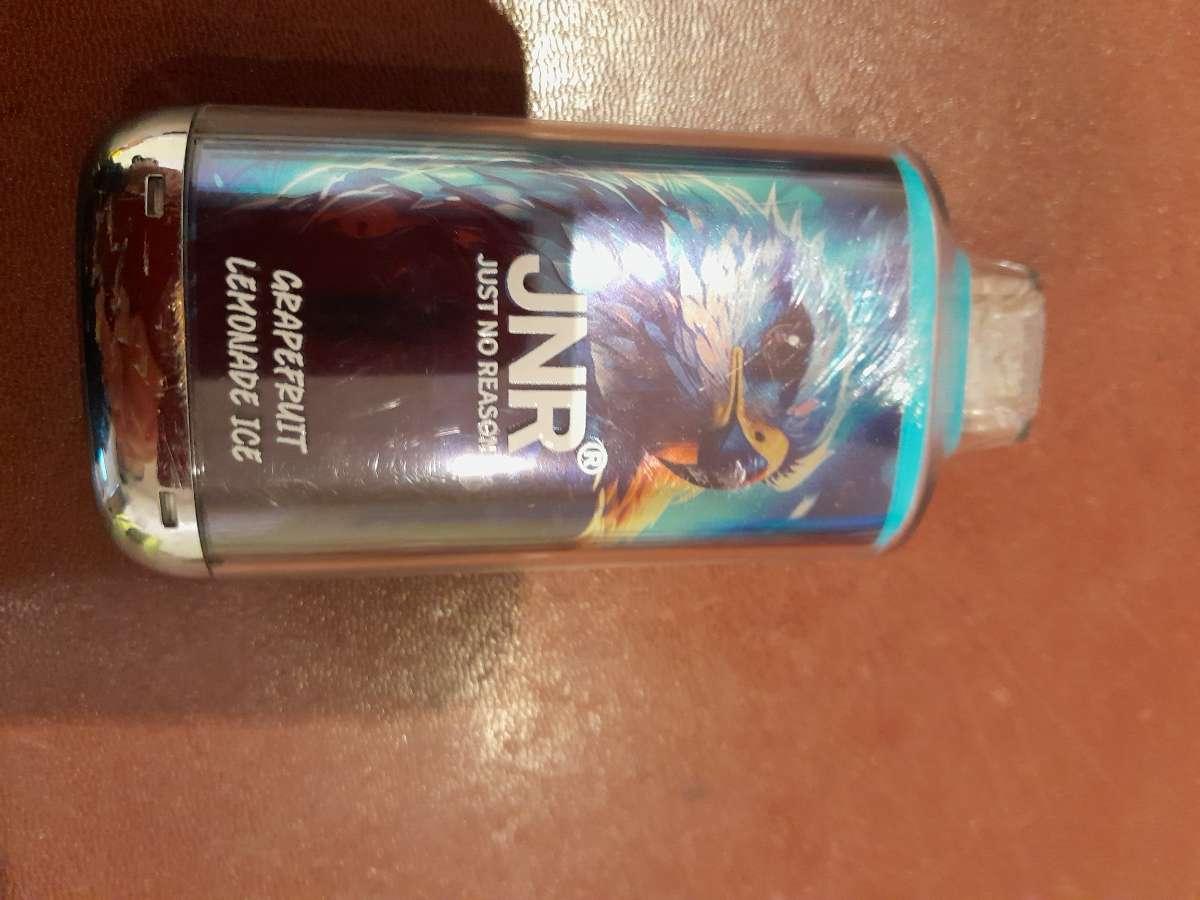 JNR®
JUST NO REASON
GRAPEFRUIT
LEMONADE ICE